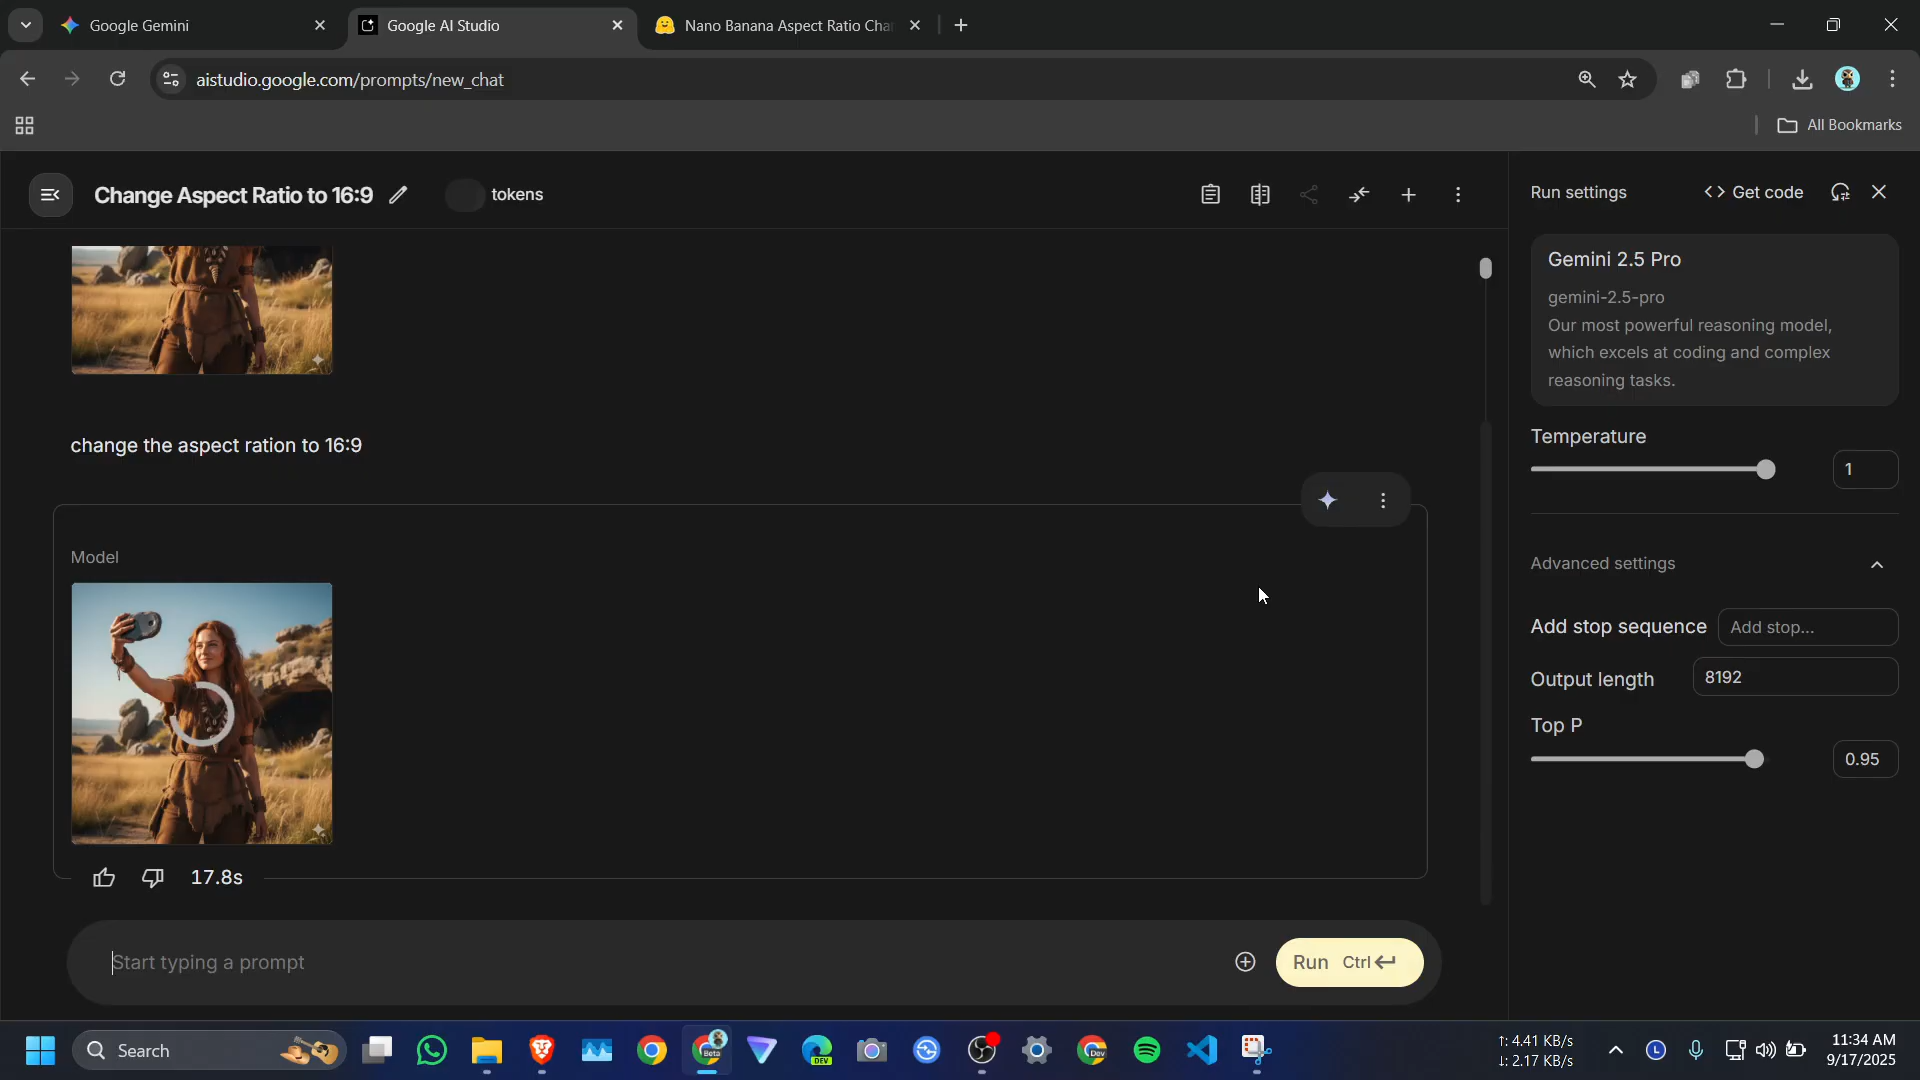 Google Gemini
Google AI Studio
Nano Banana Aspect Ratio Cha
aistudio.google.com/prompts/new_chat
All Bookmarks
Change Aspect Ratio to 16:9
tokens
change the aspect ration to 16:9
Model
17.8s
Start typing a prompt
Run Ctrl
Run settings
<> Get code
Gemini 2.5 Pro
gemini-2.5-pro
Our most powerful reasoning model,
which excels at coding and complex
reasoning tasks.
Temperature
1
Advanced settings
Add stop sequence
Add stop...
Output length
8192
Top P
0.95
Search
Beta
DEV
Dev
↑: 4.41 KB/s
↓: 2.17 KB/s
L
11:34 AM
9/17/2025